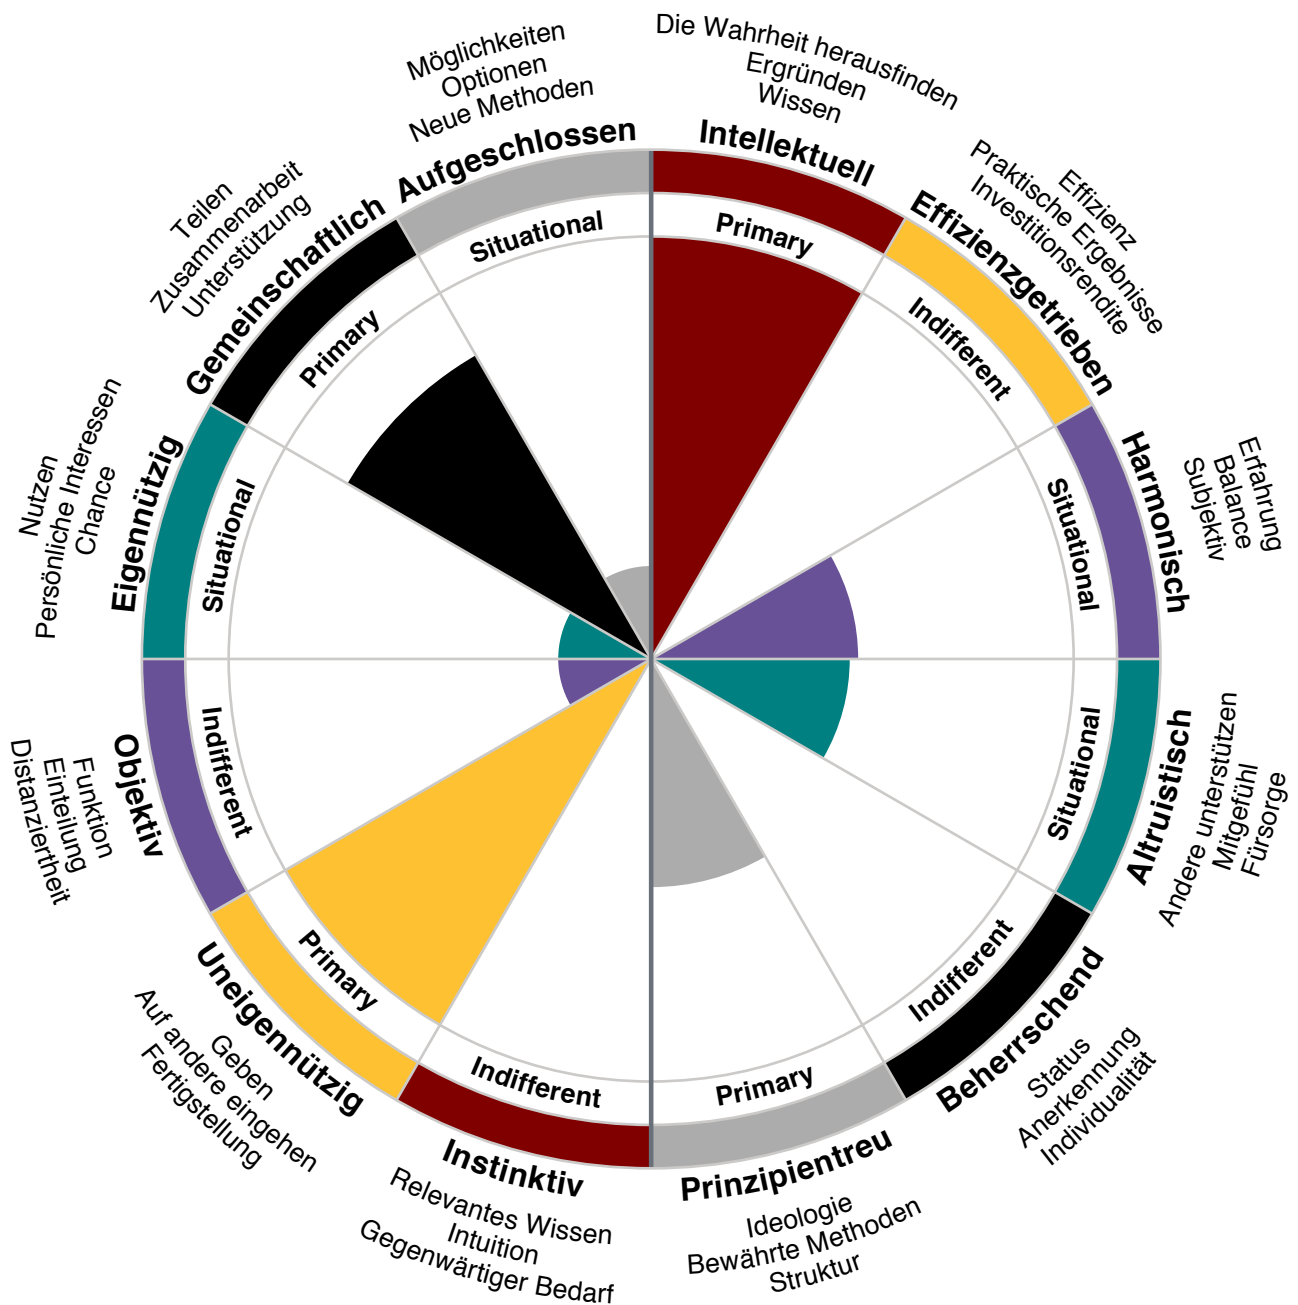 Die Wahrheit herausfinden
Ergründen
Wissen
Intellektuell
Primary
Effizienz
Praktische Ergebnisse
Investitionsrendite
Effizienzgetrieben
Indifferent
Erfahrung
Balance
Subjektiv
Harmonisch
Situational
Altruistisch
Situational
Andere unterstützen
Mitgefühl
Fürsorge
Beherrschend
Indifferent
Status
Anerkennung
Individualität
Primary
Prinzipientreu
Ideologie
Bewährte Methoden
Struktur
Indifferent
Instinktiv
Relevantes Wissen
Intuition
Gegenwärtiger Bedarf
Primary
Uneigennützig
Geben
Auf andere eingehen
Fertigstellung
Indifferent
Objektiv
Funktion
Einteilung
Distanziertheit
Nutzen
Persönliche Interessen
Chance
Eigennützig
Situational
Teilen
Zusammenarbeit
Unterstützung
Gemeinschaftlich
Primary
Möglichkeiten
Optionen
Neue Methoden
Aufgeschlossen
Situational